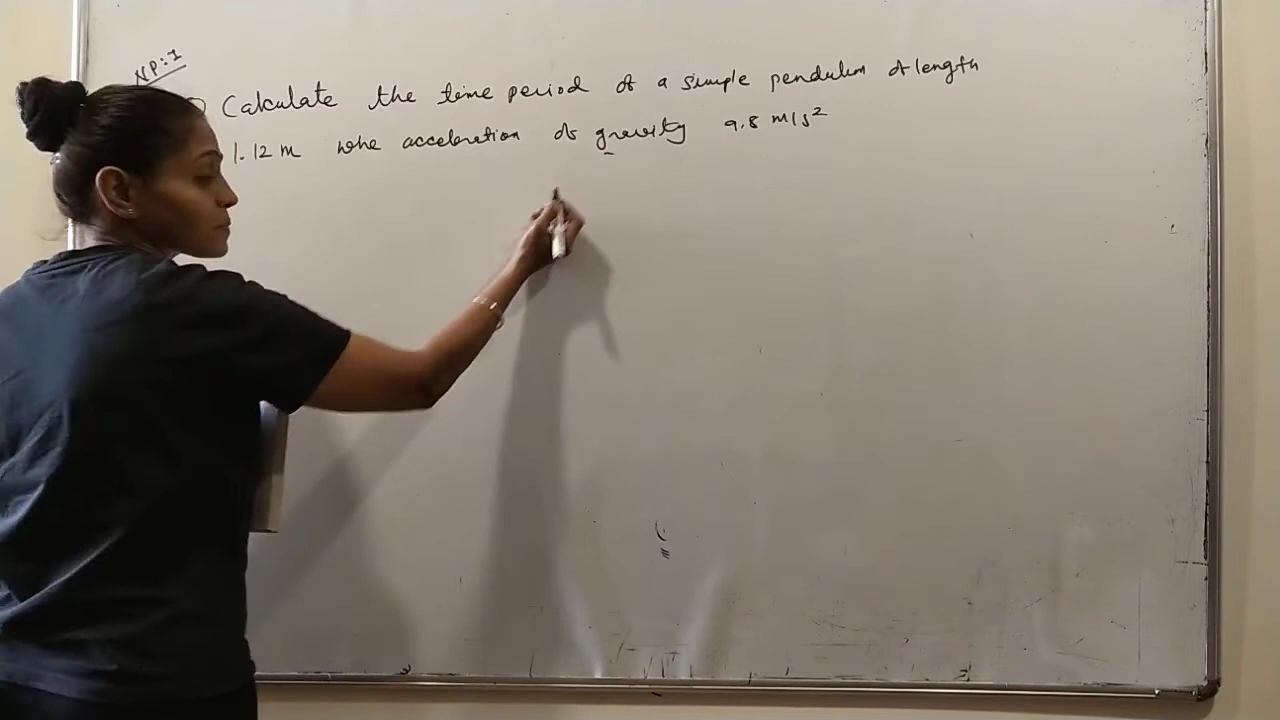 NP:1
Calculate the time period of a simple pendulum of length
1.12 m whe acceleration of gravity 9.8 m/s²